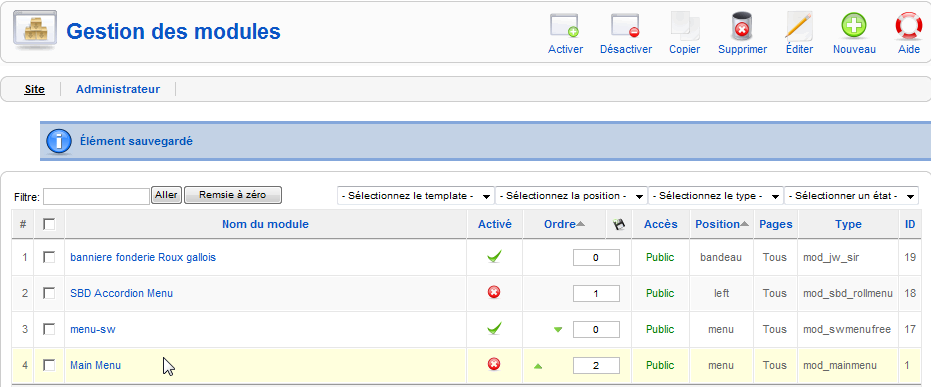 Gestion des modules
Activer Désactiver Copier Supprimer Éditer Nouveau Aide
Site Administrateur
Élément sauvegardé
Filtre: Aller Remsie à zéro - Sélectionnez le template - - Sélectionnez la position - - Sélectionnez le type - - Sélectionner un état -
# Nom du module Activé Ordre Accès Position Pages Type ID
1 banniere fonderie Roux gallois 0 Public bandeau Tous mod_jw_sir 19
2 SBD Accordion Menu 1 Public left Tous mod_sbd_rollmenu 18
3 menu-sw 0 Public menu Tous mod_swmenufree 17
4 Main Menu 2 Public menu Tous mod_mainmenu 1